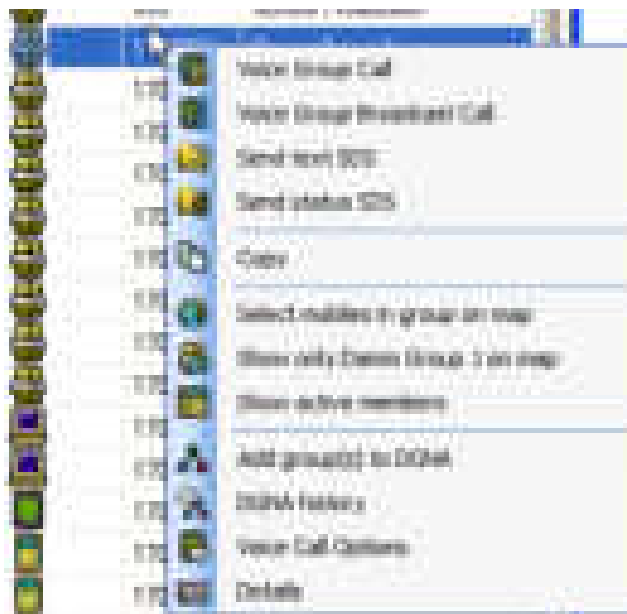 Voice Group Call
Voice Group Broadcast Call
Send text SDS
Send status SDS
Copy
Select mobiles in group on map
Show only Damm Group 1 on map
Show active members
Add group(s) to DGNA
DGNA history
Voice Call Options
Details